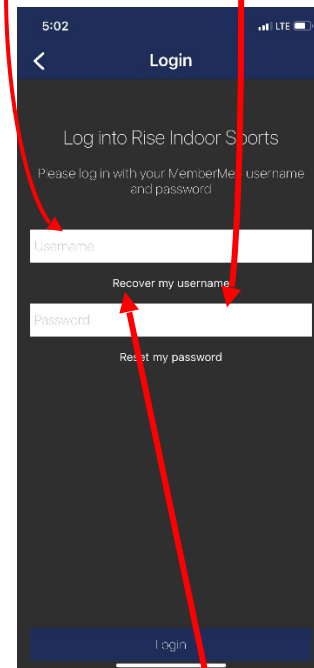 5:02
LTE
Login
Log into Rise Indoor Sports
Please log in with your MemberMe username
and password
Username
Recover my username
Password
Reset my password
Login